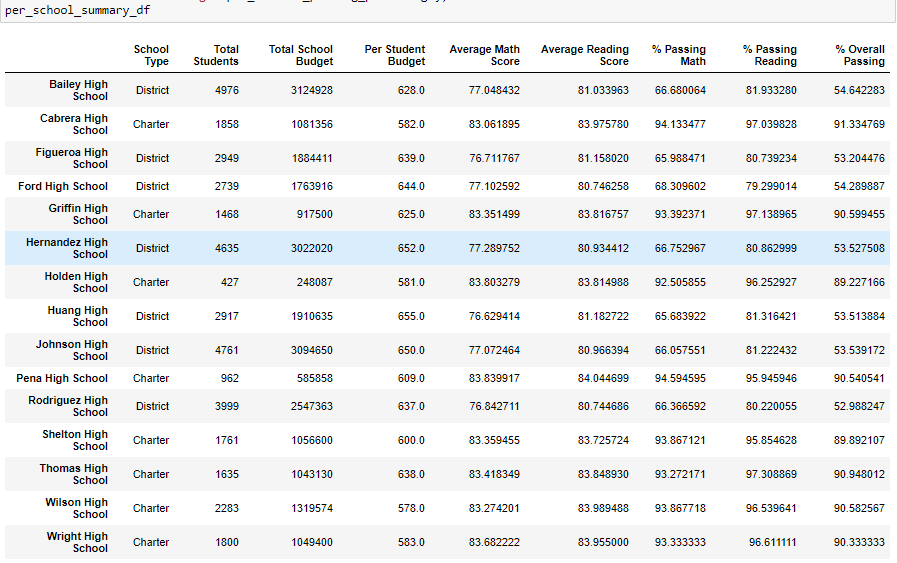 per_school_summary_df
School Type Total Students Total School Budget Per Student Budget Average Math Score Average Reading Score % Passing Math % Passing Reading % Overall Passing
Bailey High School District 4976 3124928 628.0 77.048432 81.033963 66.680064 81.933280 54.642283
Cabrera High School Charter 1858 1081356 582.0 83.061895 83.975780 94.133477 97.039828 91.334769
Figueroa High School District 2949 1884411 639.0 76.711767 81.158020 65.988471 80.739234 53.204476
Ford High School District 2739 1763916 644.0 77.102592 80.746258 68.309602 79.299014 54.289887
Griffin High School Charter 1468 917500 625.0 83.351499 83.816757 93.392371 97.138965 90.599455
Hernandez High School District 4635 3022020 652.0 77.289752 80.934412 66.752967 80.862999 53.527508
Holden High School Charter 427 248087 581.0 83.803279 83.814988 92.505855 96.252927 89.227166
Huang High School District 2917 1910635 655.0 76.629414 81.182722 65.683922 81.316421 53.513884
Johnson High School District 4761 3094650 650.0 77.072464 80.966394 66.057551 81.222432 53.539172
Pena High School Charter 962 585858 609.0 83.839917 84.044699 94.594595 95.945946 90.540541
Rodriguez High School District 3999 2547363 637.0 76.842711 80.744686 66.366592 80.220055 52.988247
Shelton High School Charter 1761 1056600 600.0 83.359455 83.725724 93.867121 95.854628 89.892107
Thomas High School Charter 1635 1043130 638.0 83.418349 83.848930 93.272171 97.308869 90.948012
Wilson High School Charter 2283 1319574 578.0 83.274201 83.989488 93.867718 96.539641 90.582567
Wright High School Charter 1800 1049400 583.0 83.682222 83.955000 93.333333 96.611111 90.333333